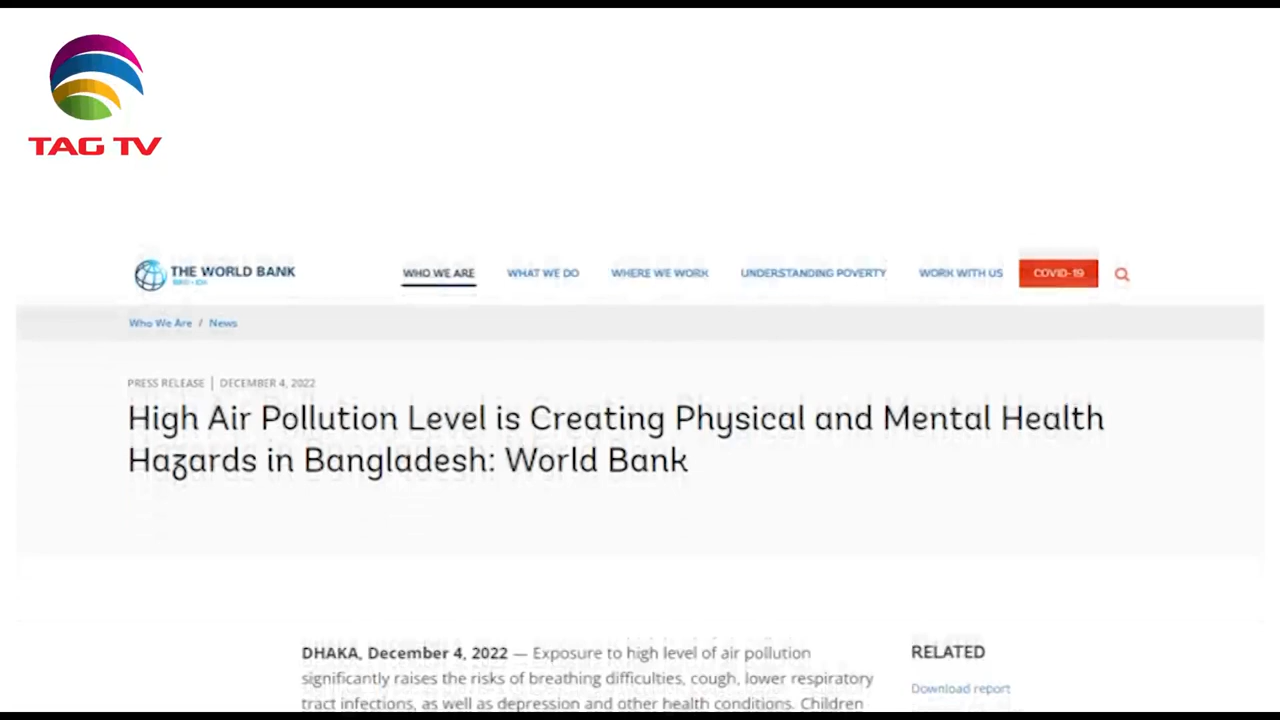 TAG TV
THE WORLD BANK
IBRD • IDA
WHO WE ARE
WHAT WE DO
WHERE WE WORK
UNDERSTANDING POVERTY
WORK WITH US
COVID-19
Who We Are / News
PRESS RELEASE | DECEMBER 4, 2022
High Air Pollution Level is Creating Physical and Mental Health
Hazards in Bangladesh: World Bank
DHAKA, December 4, 2022 — Exposure to high level of air pollution
significantly raises the risks of breathing difficulties, cough, lower respiratory
tract infections, as well as depression and other health conditions. Children
RELATED
Download report